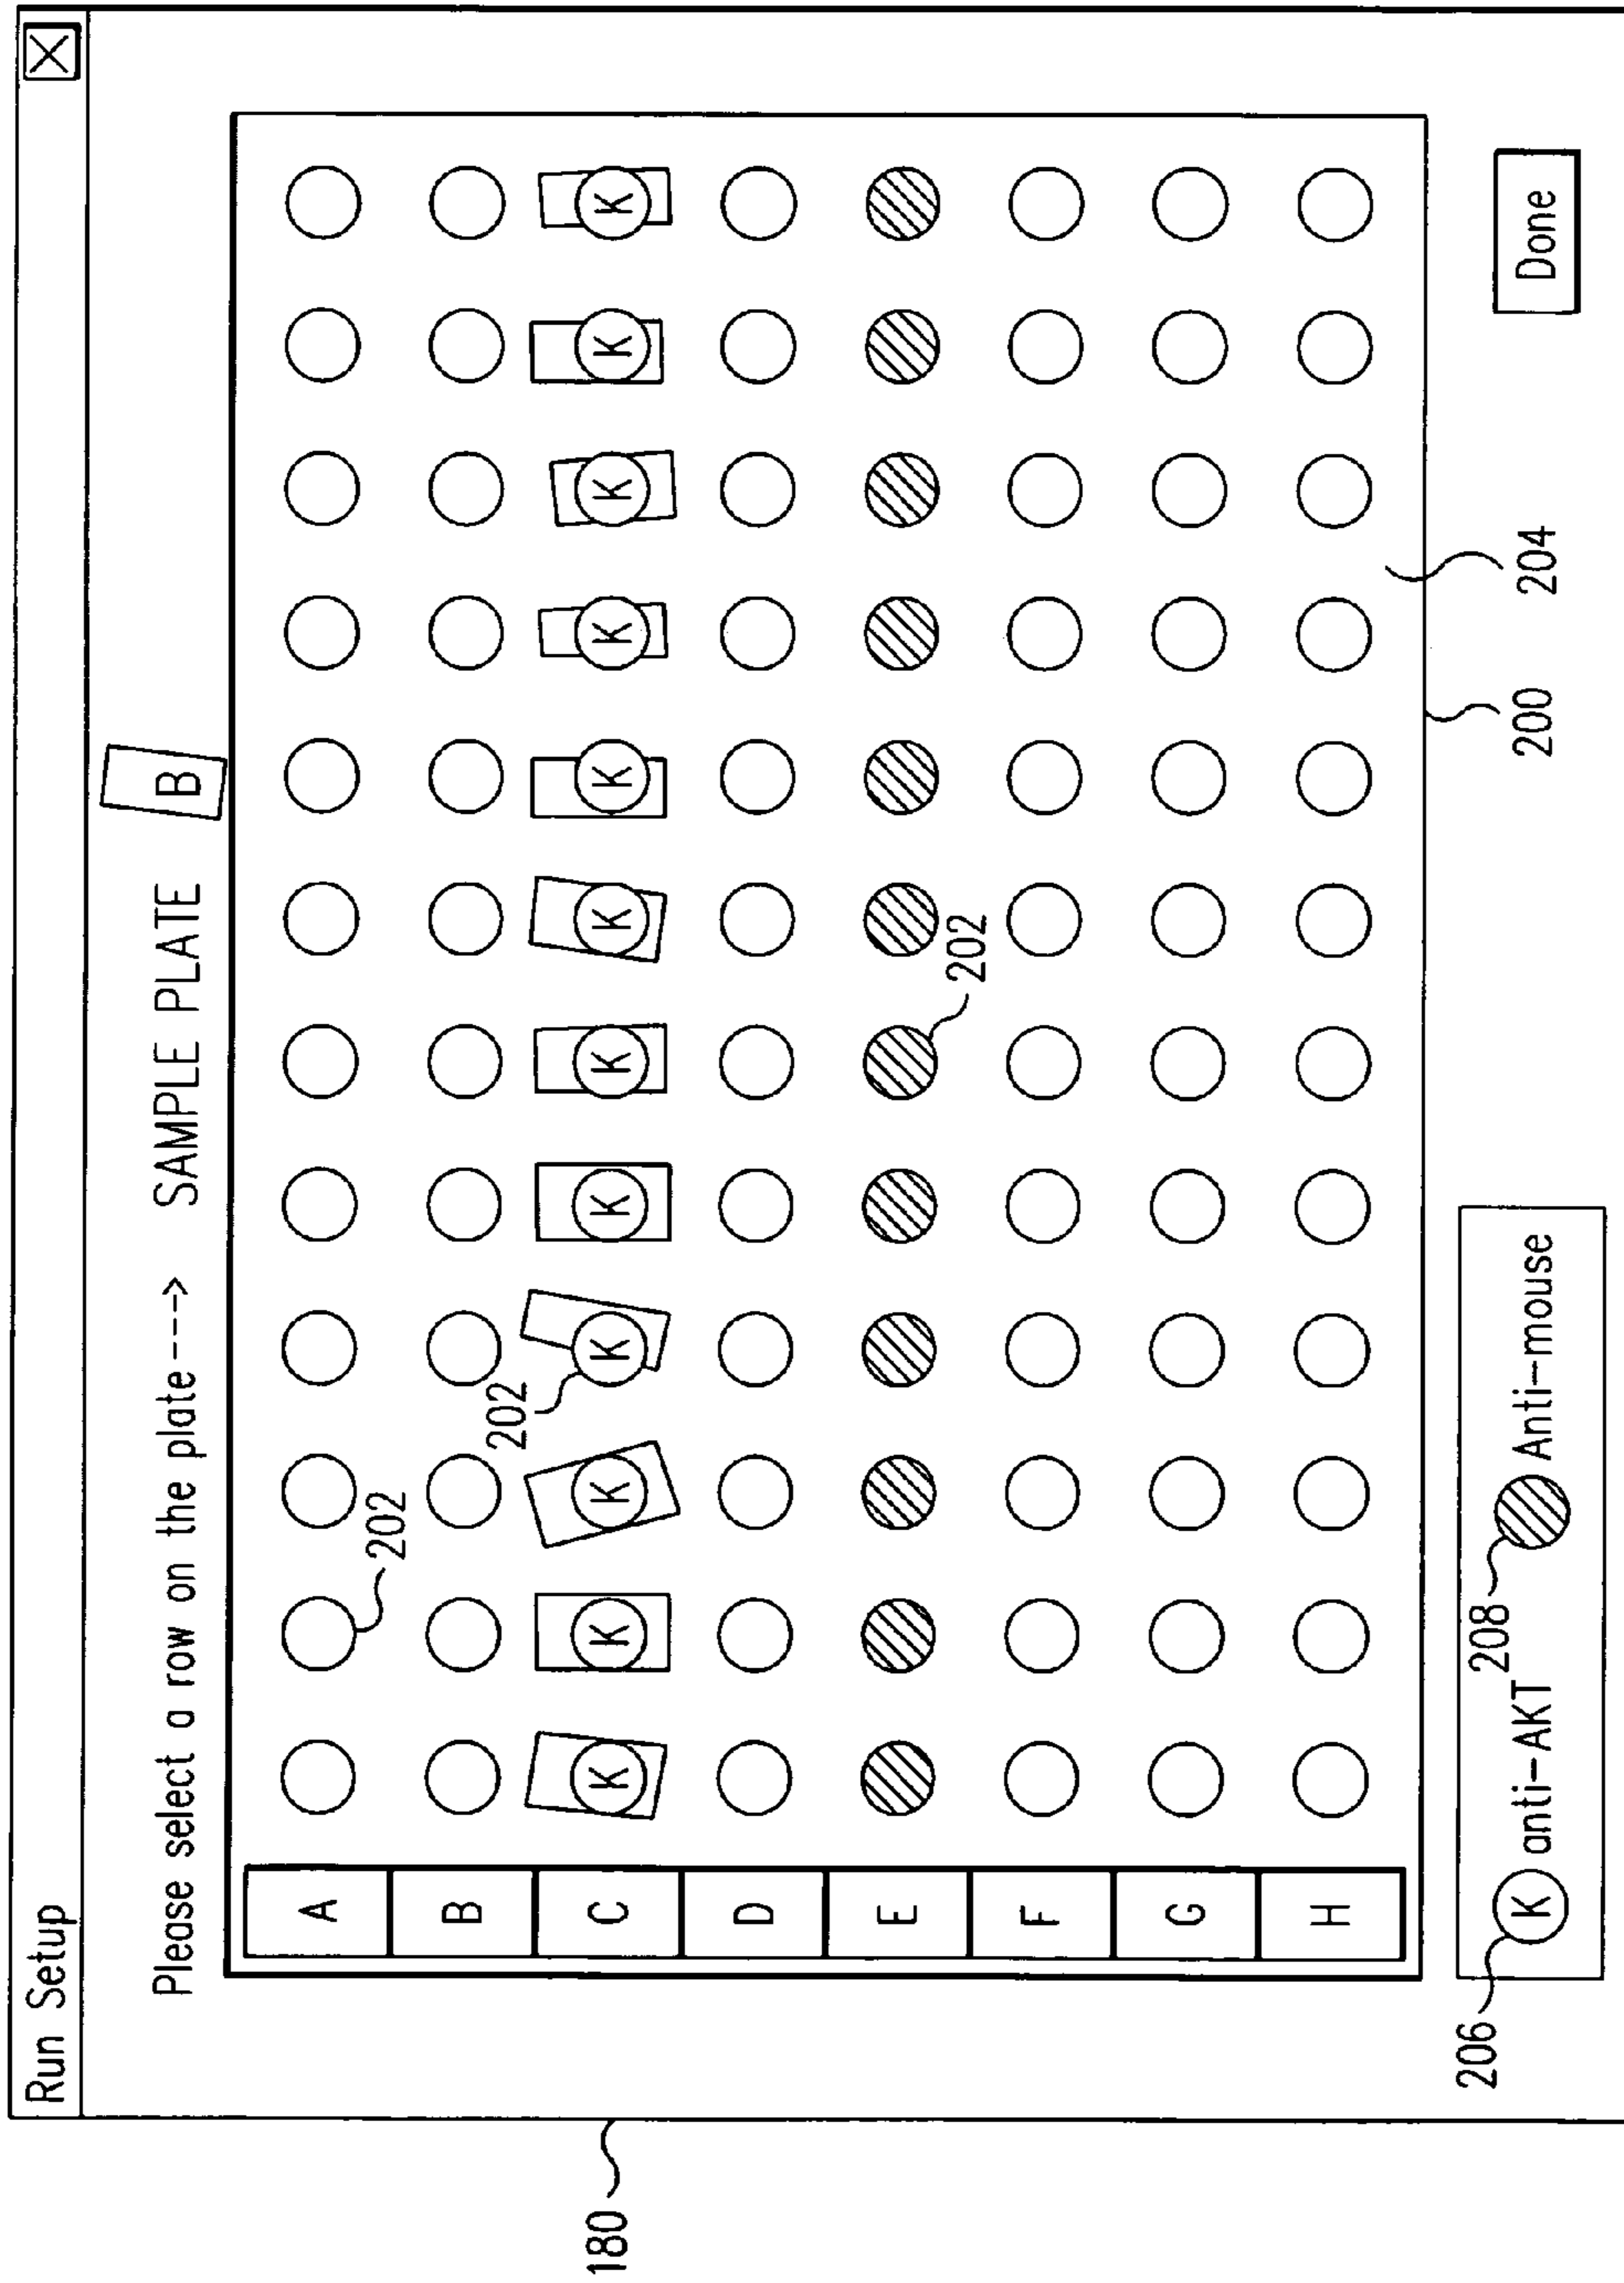 Run Setup
Please select a row on the plate ----> SAMPLE PLATE B
A
202
B
202
C K K K K K K K K K K K K
D
E
202
F
G
H
180
200
204
206 K anti-AKT 208 Anti-mouse
Done